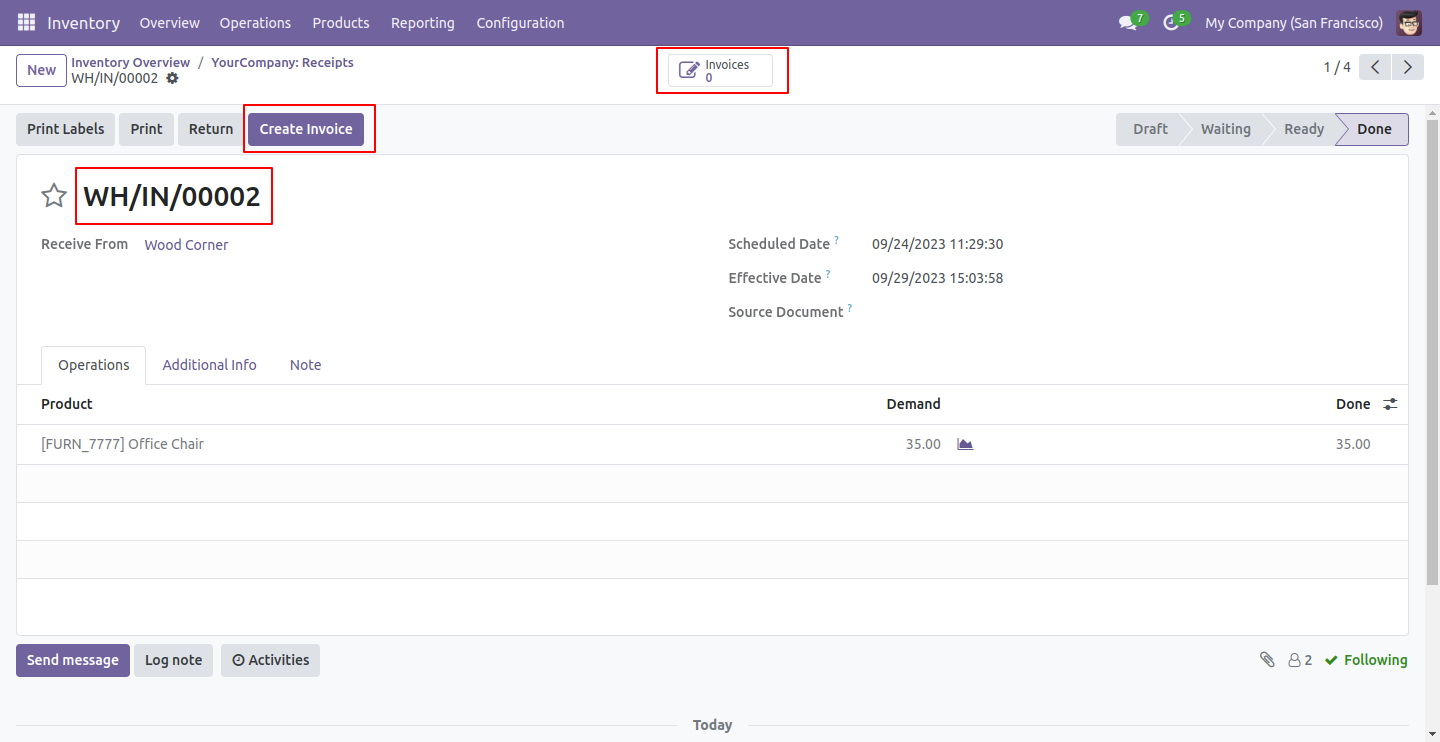 Inventory Overview Operations Products Reporting Configuration 7 5 My Company (San Francisco)
New Inventory Overview / YourCompany: Receipts Invoices 1 / 4
WH/IN/00002 0
Print Labels Print Return Create Invoice Draft Waiting Ready Done
WH/IN/00002
Receive From Wood Corner Scheduled Date ? 09/24/2023 11:29:30
Effective Date ? 09/29/2023 15:03:58
Source Document ?
Operations Additional Info Note
Product Demand Done
[FURN_7777] Office Chair 35.00 35.00
Send message Log note Activities 2 Following
Today